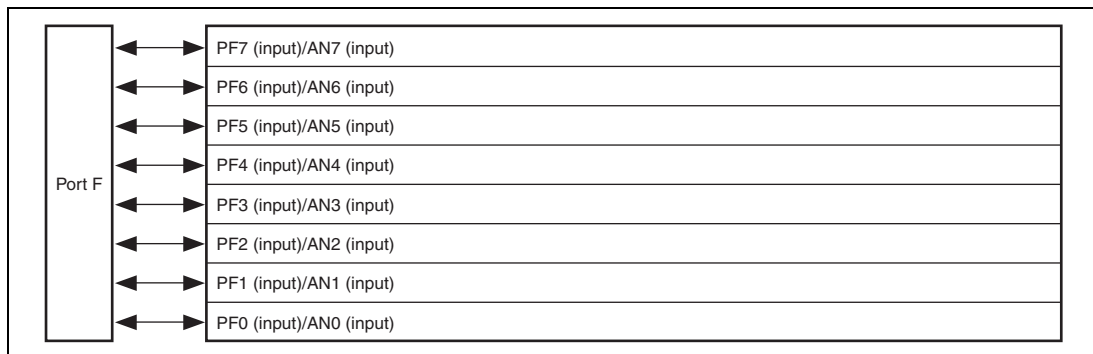 Port F
PF7 (input)/AN7 (input)
PF6 (input)/AN6 (input)
PF5 (input)/AN5 (input)
PF4 (input)/AN4 (input)
PF3 (input)/AN3 (input)
PF2 (input)/AN2 (input)
PF1 (input)/AN1 (input)
PF0 (input)/AN0 (input)